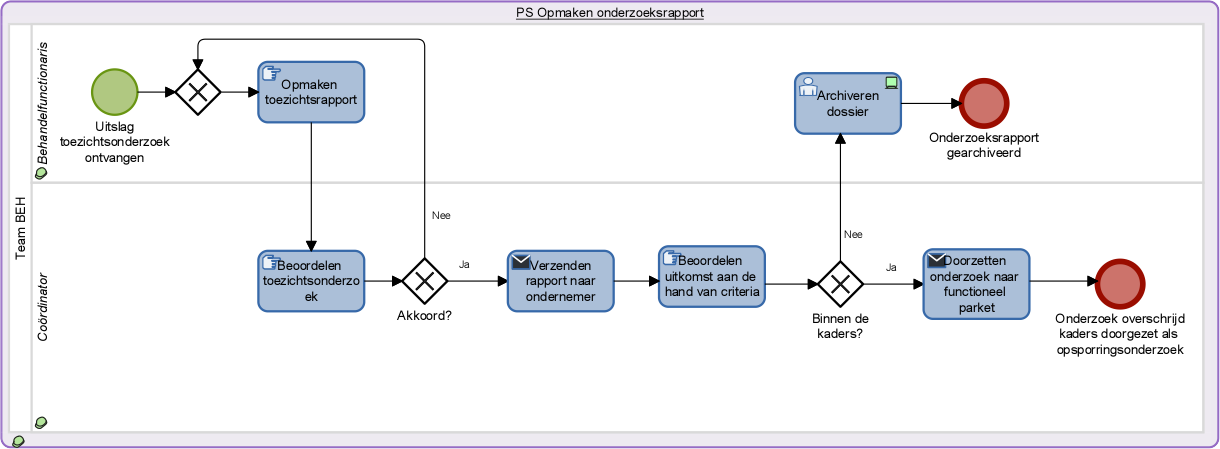 PS Opmaken onderzoeksrapport
Team BEH
Behandelfunctionaris
Uitslag
toezichtsonderzoek
ontvangen
Opmaken
toezichtsrapport
Archiveren
dossier
Onderzoeksrapport
gearchiveerd
Coördinator
Beoordelen
toezichtsonderzo
ek
Akkoord?
Nee
Ja
Verzenden
rapport naar
ondernemer
Beoordelen
uitkomst aan de
hand van criteria
Binnen de
kaders?
Nee
Ja
Doorzetten
onderzoek naar
functioneel
parket
Onderzoek overschrijd
kaders doorgezet als
opsporringsonderzoek